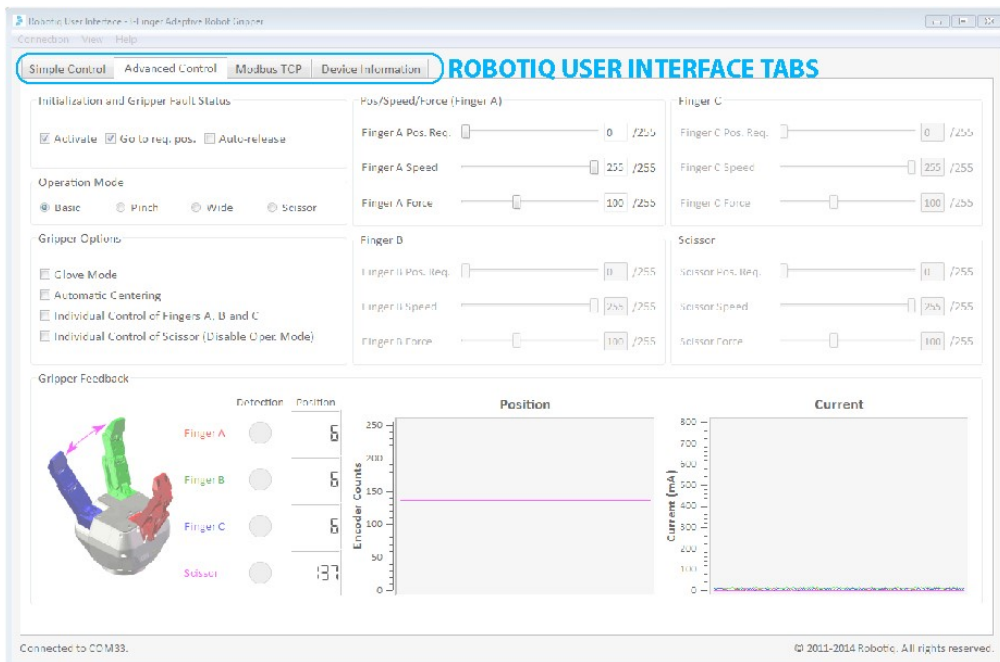 Robotiq User Interface - 3-Finger Adaptive Robot Gripper
Connection View Help
Simple Control Advanced Control Modbus TCP Device Information ROBOTIQ USER INTERFACE TABS
Initialization and Gripper Fault Status
Activate Go to req. pos. Auto-release
Operation Mode
Basic Pinch Wide Scissor
Gripper Options
Glove Mode
Automatic Centering
Individual Control of Fingers A, B and C
Individual Control of Scissor (Disable Oper. Mode)
Pos/Speed/Force (Finger A)
Finger A Pos. Req. 0 /255
Finger A Speed 255 /255
Finger A Force 100 /255
Finger C
Finger C Pos. Req. 0 /255
Finger C Speed 255 /255
Finger C Force 100 /255
Finger B
Finger B Pos. Req. 0 /255
Finger B Speed 255 /255
Finger B Force 100 /255
Scissor
Scissor Pos. Req. 0 /255
Scissor Speed 255 /255
Scissor Force 100 /255
Gripper Feedback
Detection Position
Finger A 6
Finger B 6
Finger C 6
Scissor 137
Position
Encoder Counts
250
200
150
100
50
0
Current
Current (mA)
800
700
600
500
400
300
200
100
0
Connected to COM33.
© 2011-2014 Robotiq. All rights reserved.